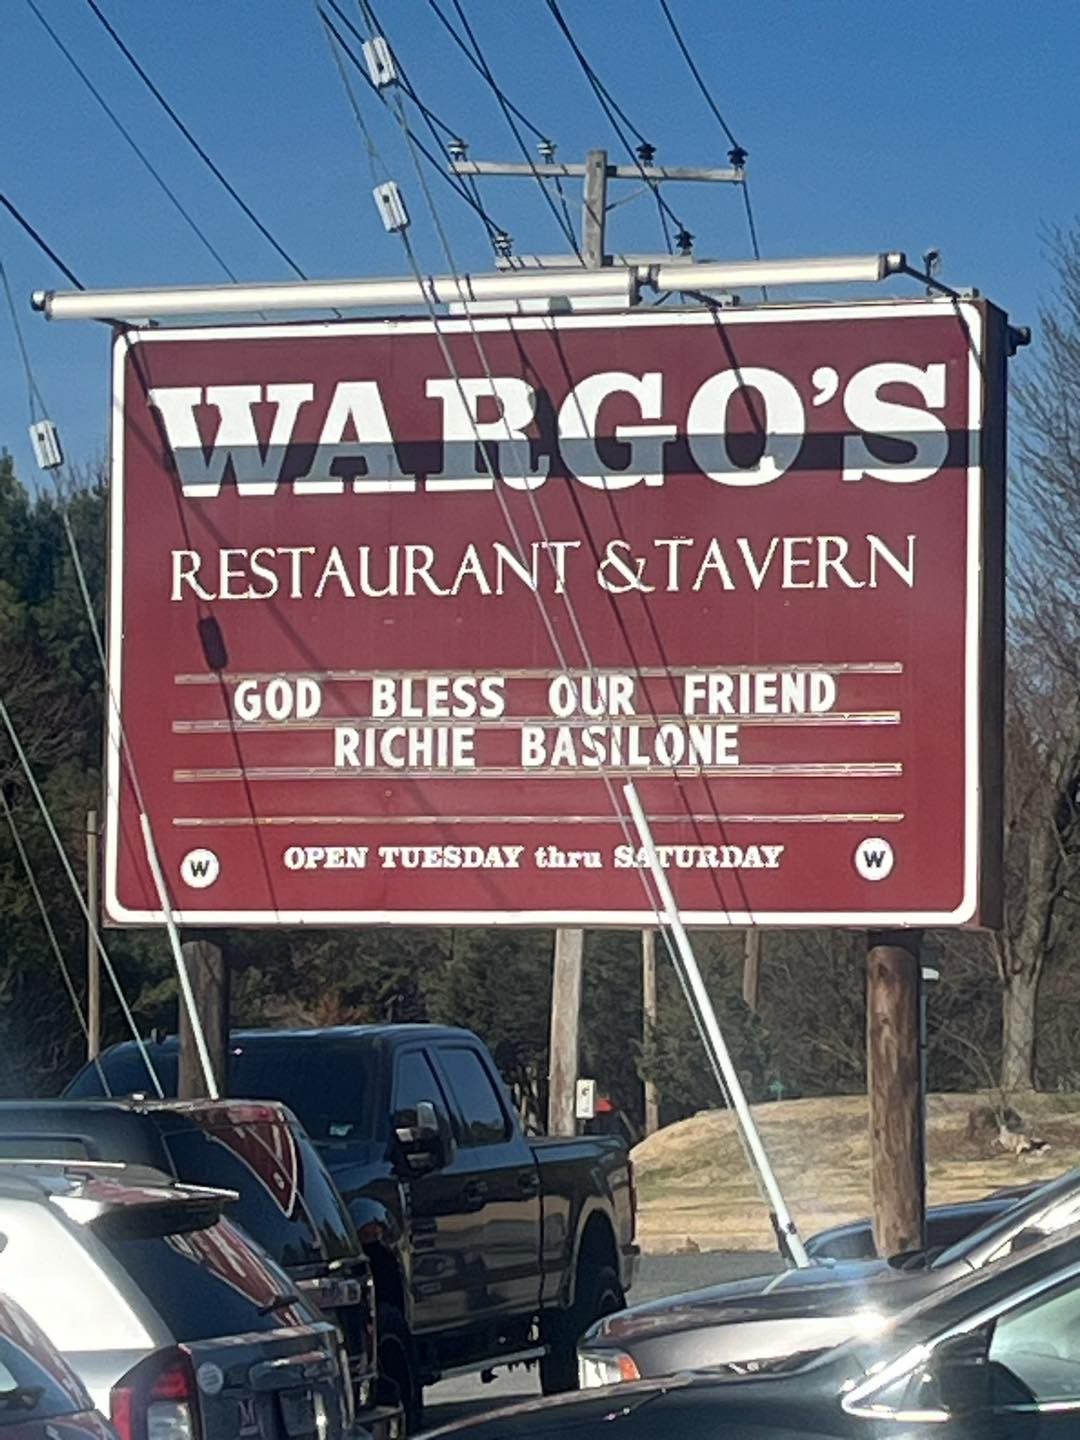 WARGO'S
RESTAURANT & TAVERN
GOD BLESS OUR FRIEND
RICHIE BASILONE
W OPEN TUESDAY thru SATURDAY W